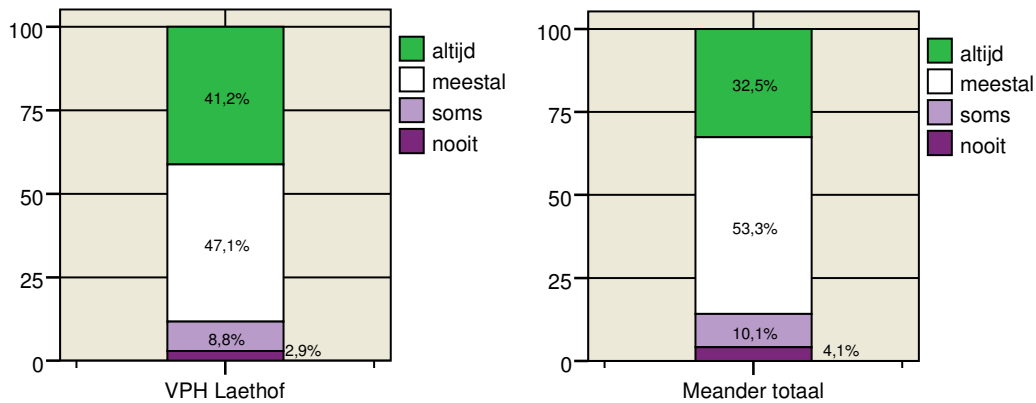 100
75
50
25
0
41,2%
47,1%
8,8%
2,9%
VPH Laethof
altijd
meestal
soms
nooit
100
75
50
25
0
32,5%
53,3%
10,1%
4,1%
Meander totaal
altijd
meestal
soms
nooit